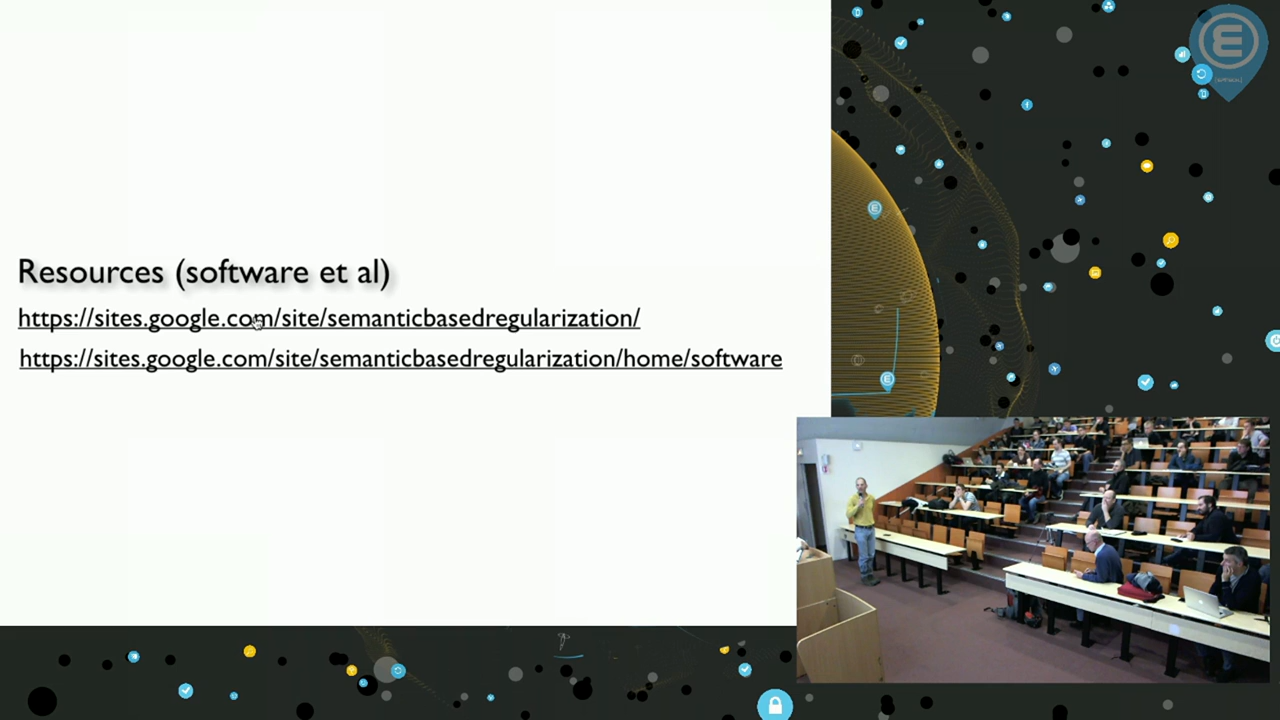 Resources (software et al)
https://sites.google.com/site/semanticbasedregularization/
https://sites.google.com/site/semanticbasedregularization/home/software